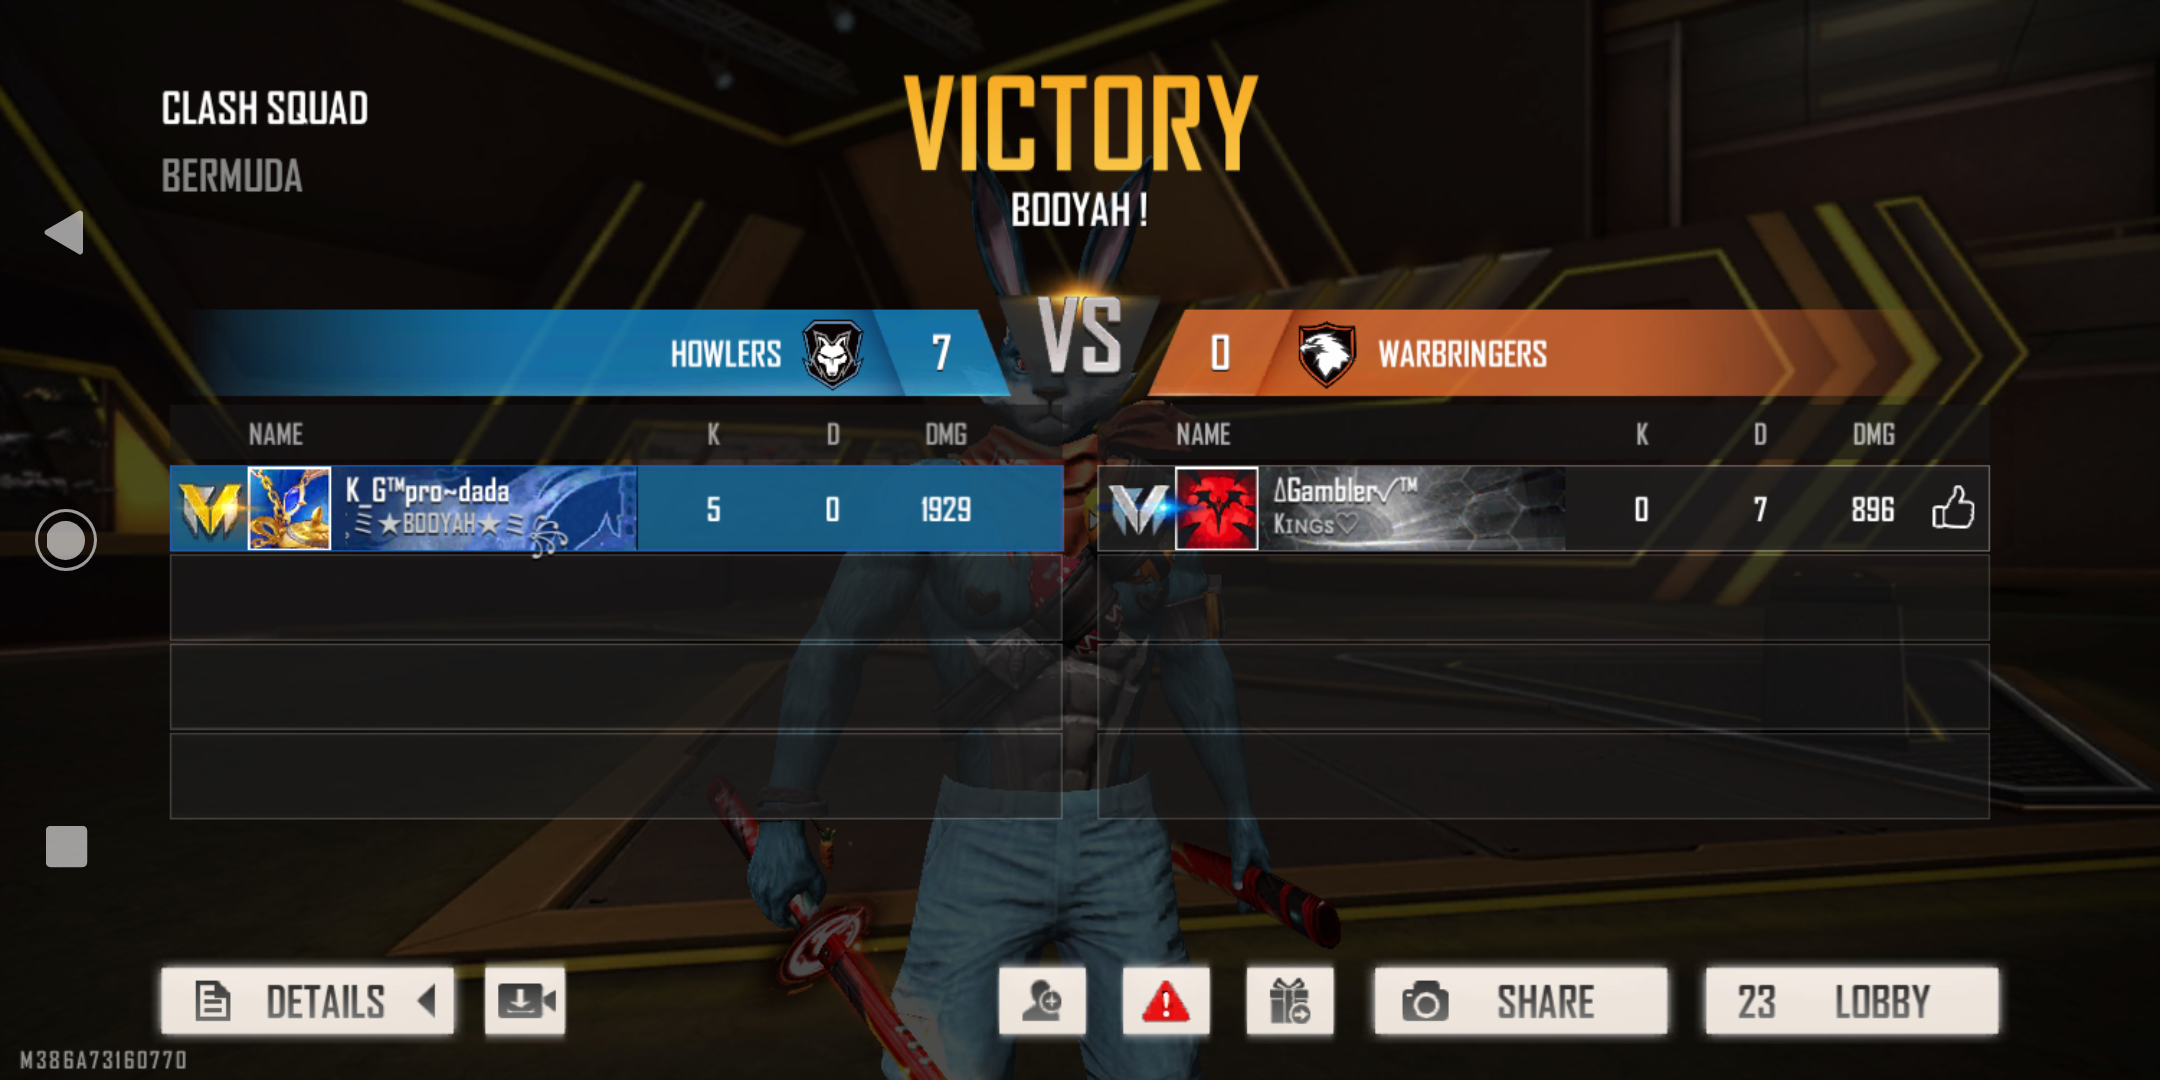 CLASH SQUAD
BERMUDA
VICTORY
BOOYAH !
HOWLERS 7 VS 0 WARBRINGERS
NAME K D DMG NAME K D DMG
K_G™pro~dada 5 0 1929
★BOOYAH★
ΔGambler√™ 0 7 896
Kɪɴɢs♡
DETAILS
SHARE
23 LOBBY
M386A73160770